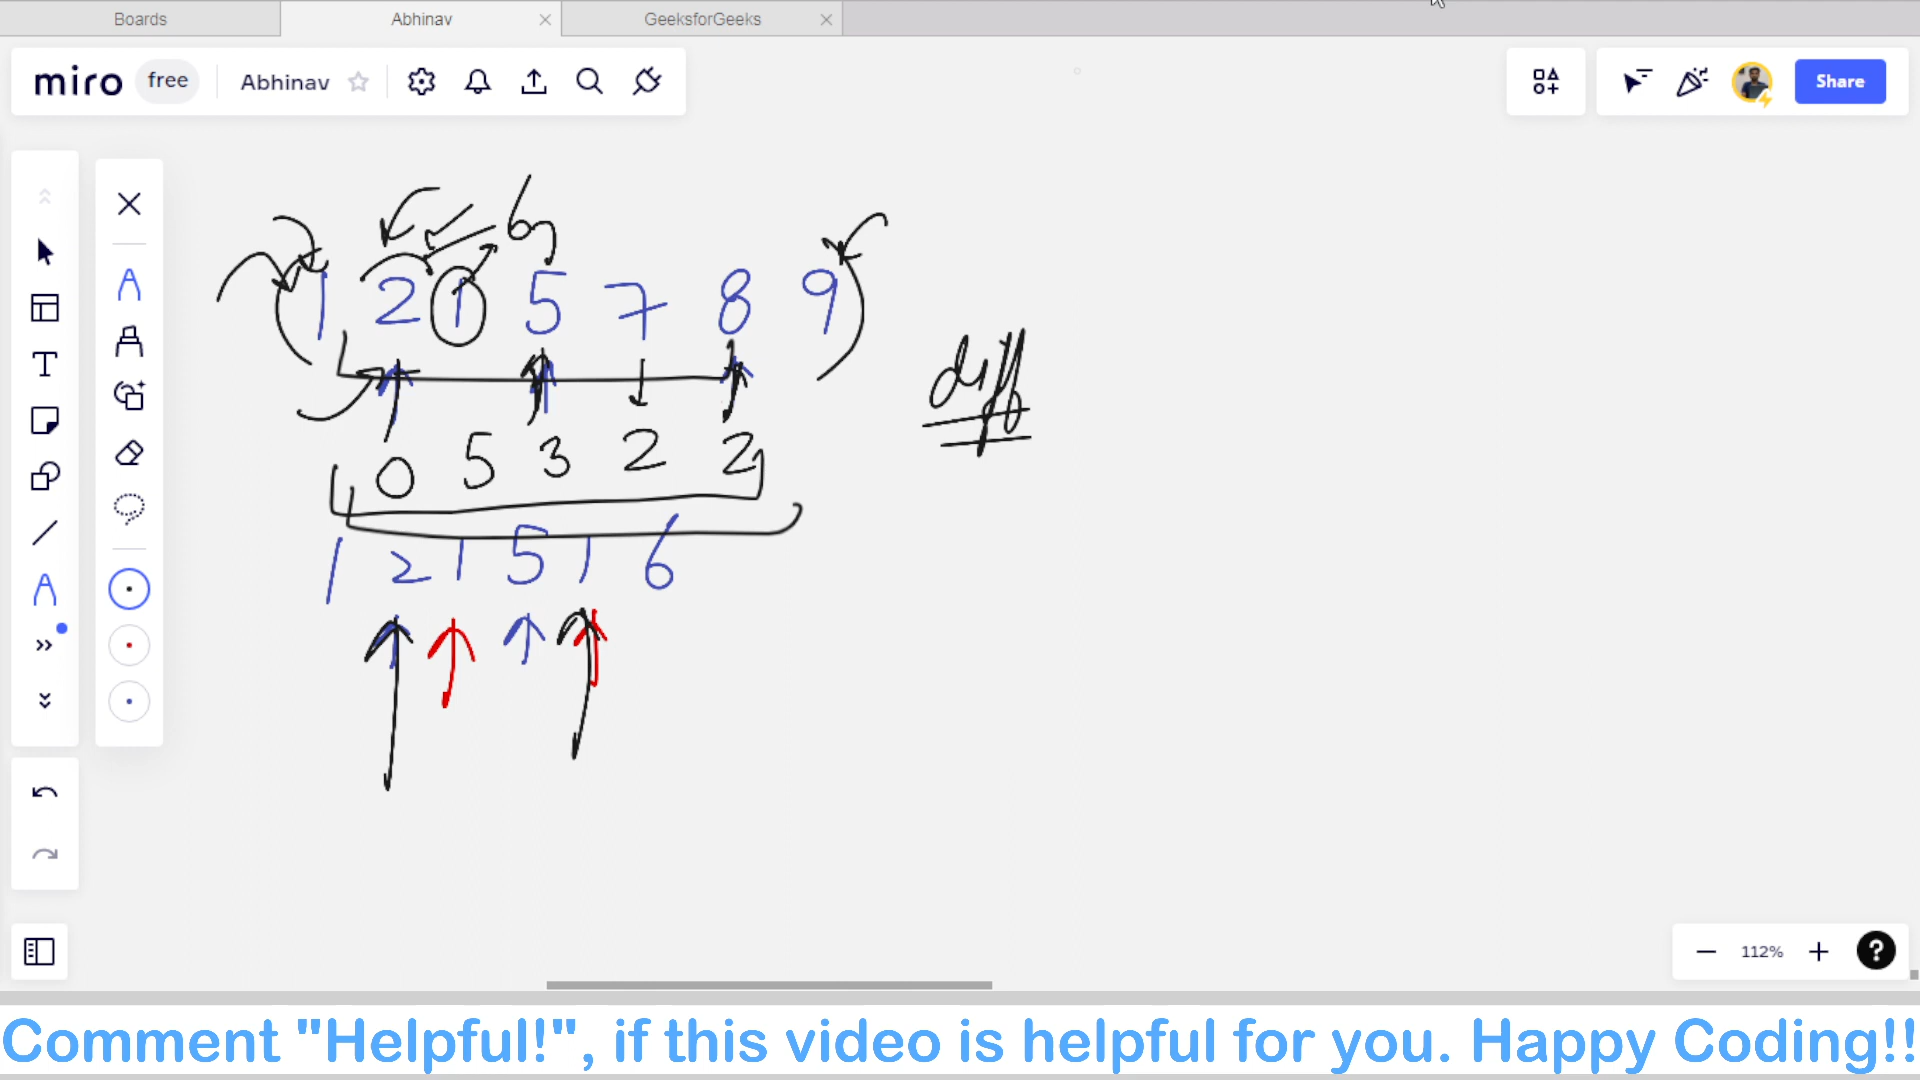 Boards Abhinav GeeksforGeeks
miro free Abhinav Share
6
1 2 1 5 7 8 9
diff
0 5 3 2 2
1 2 1 5 1 6
112%
Comment "Helpful!", if this video is helpful for you. Happy Coding!!